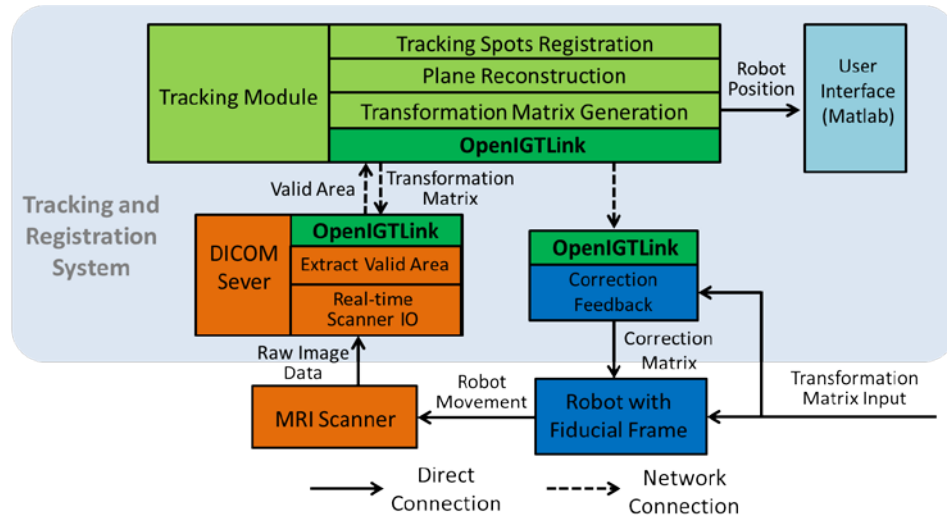 Tracking Module
Tracking Spots Registration
Plane Reconstruction
Transformation Matrix Generation
OpenIGTLink
Robot
Position
User
Interface
(Matlab)
Valid Area
Transformation
Matrix
Tracking and
Registration
System
DICOM
Sever
OpenIGTLink
Extract Valid Area
Real-time
Scanner IO
OpenIGTLink
Correction
Feedback
Raw Image
Data
Correction
Matrix
MRI Scanner
Robot
Movement
Robot with
Fiducial Frame
Transformation
Matrix Input
Direct
Connection
Network
Connection